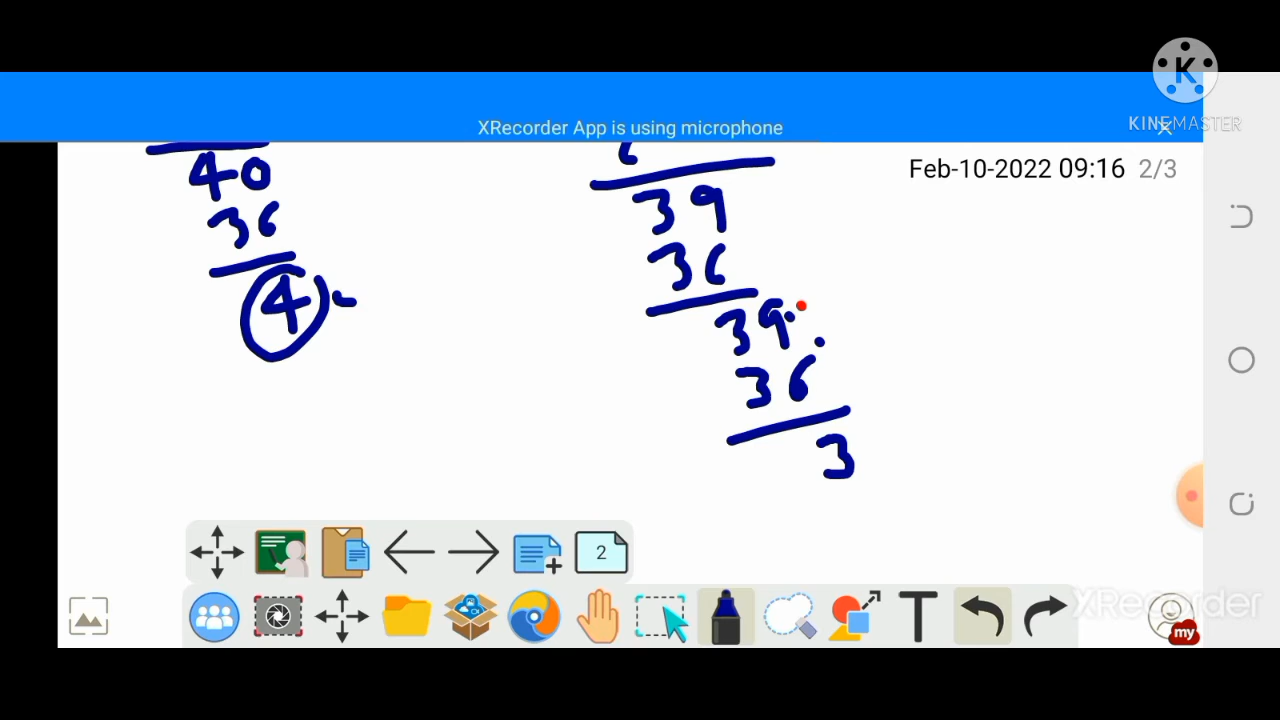 K
KINEMASTER
XRecorder App is using microphone
Feb-10-2022 09:16 2/3
40
36
4
39
36
39
36
3
2
T
XRecorder
my